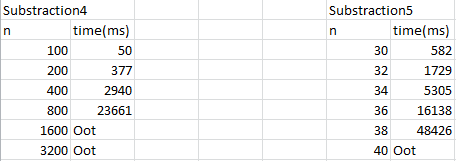 Substraction4 Substraction5
n time(ms) n time(ms)
100 50 30 582
200 377 32 1729
400 2940 34 5305
800 23661 36 16138
1600 Oot 38 48426
3200 Oot 40 Oot